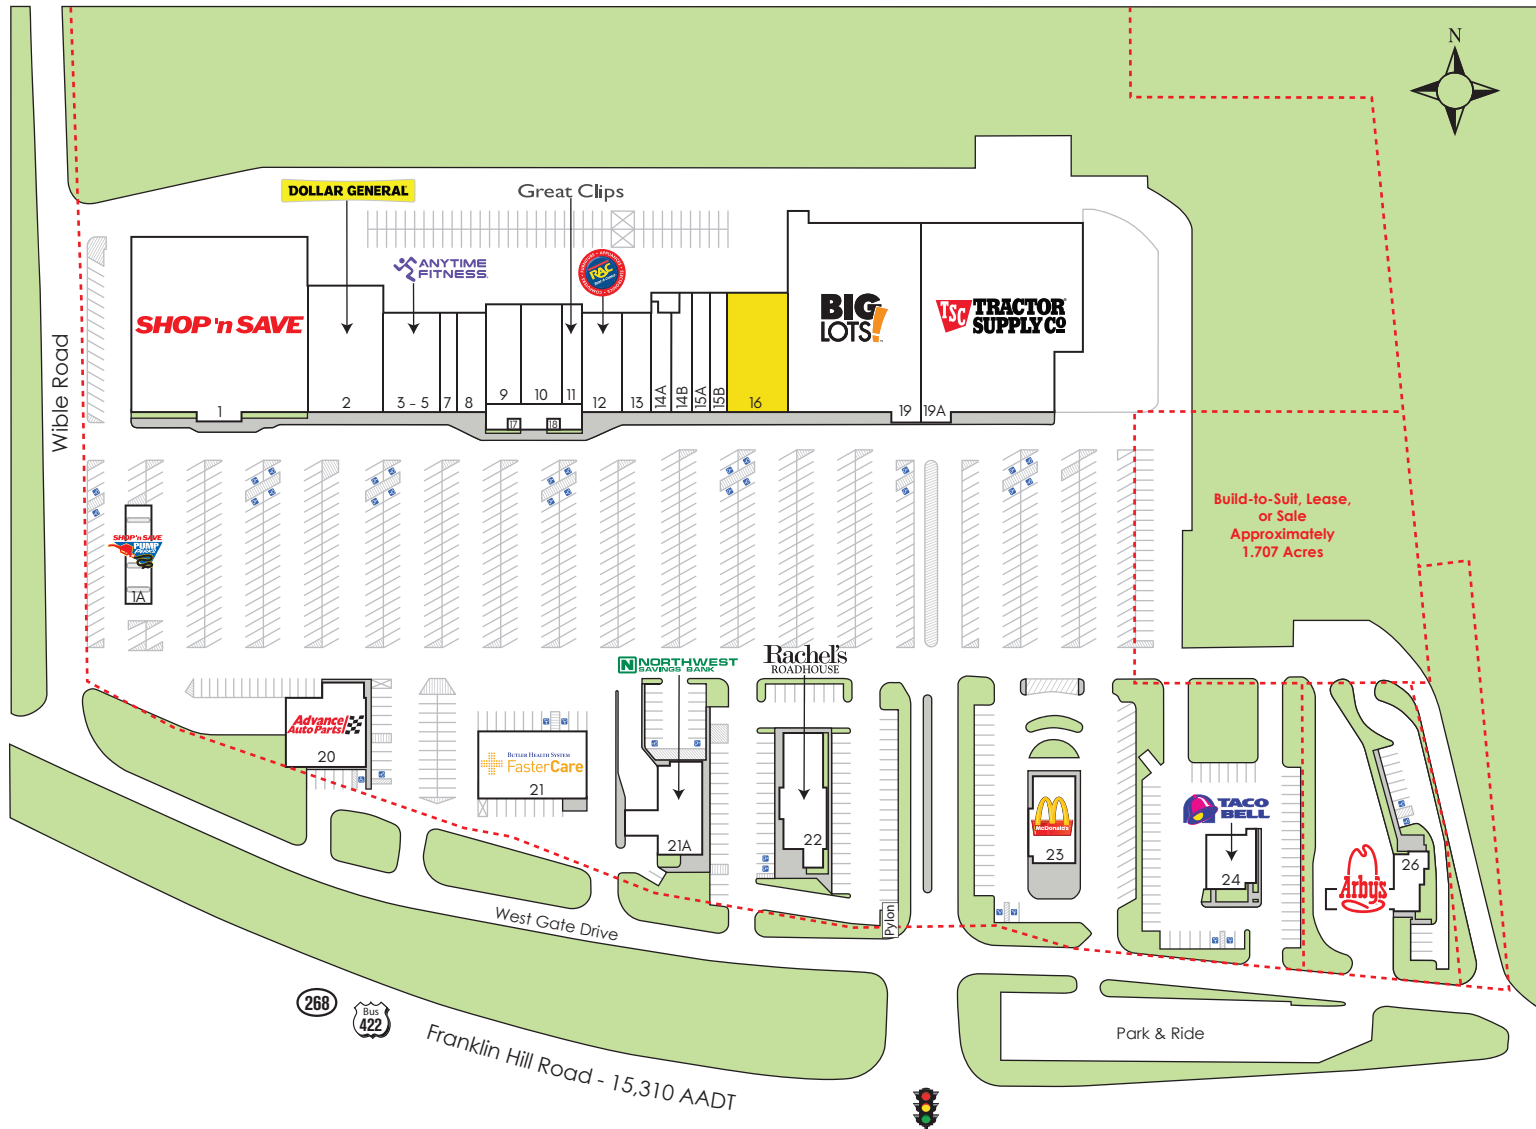 N
DOLLAR GENERAL
Great Clips
ANYTIME
FITNESS
RAC
SHOP 'n SAVE
BIG
LOTS!
TSC TRACTOR
SUPPLY CO
1
2
3 - 5
7
8
9
10
11
12
13
14A
14B
15A
15B
16
17
18
19
19A
Wible Road
Build-to-Suit, Lease,
or Sale
Approximately
1.707 Acres
SHOP 'n SAVE
PUMP
1A
NORTHWEST
SAVINGS BANK
Rachel's
ROADHOUSE
Advance
Auto Parts
20
BUTLER HEALTH SYSTEM
FasterCare
21
21A
22
McDonald's
23
TACO
BELL
24
Arby's
26
Pylon
West Gate Drive
268
Bus
422
Franklin Hill Road - 15,310 AADT
Park & Ride